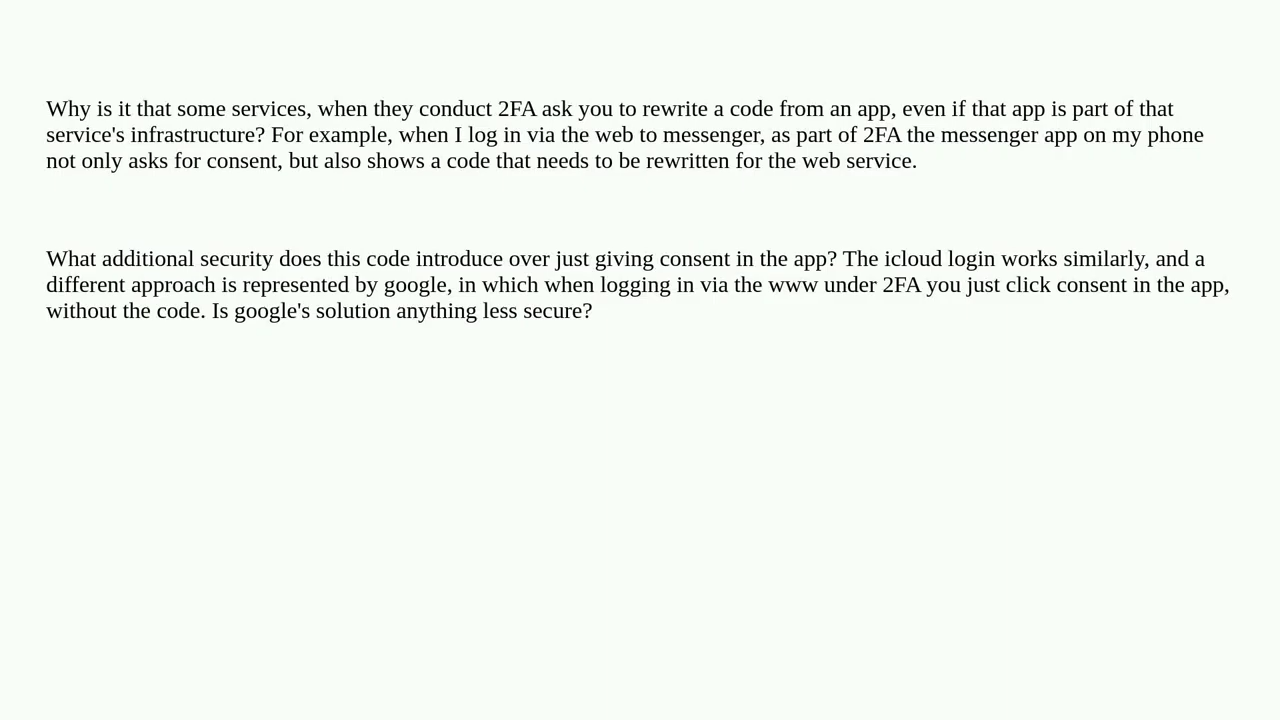 Why is it that some services, when they conduct 2FA ask you to rewrite a code from an app, even if that app is part of that
service's infrastructure? For example, when I log in via the web to messenger, as part of 2FA the messenger app on my phone
not only asks for consent, but also shows a code that needs to be rewritten for the web service.
What additional security does this code introduce over just giving consent in the app? The icloud login works similarly, and a
different approach is represented by google, in which when logging in via the www under 2FA you just click consent in the app,
without the code. Is google's solution anything less secure?